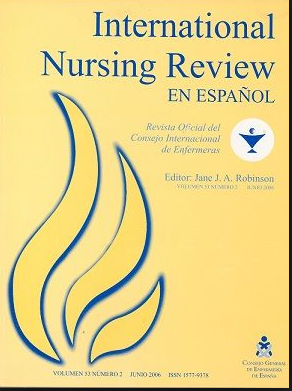 International
Nursing Review
EN ESPAÑOL
Revista Oficial del
Consejo Internacional
de Enfermeras
Editor: Jane J. A. Robinson
VOLUMEN 53 NÚMERO 2 JUNIO 2006
VOLUMEN 53 NÚMERO 2 JUNIO 2006 ISSN 1577-9378
CONSEJO GENERAL
DE ENFERMERÍA
DE ESPAÑA